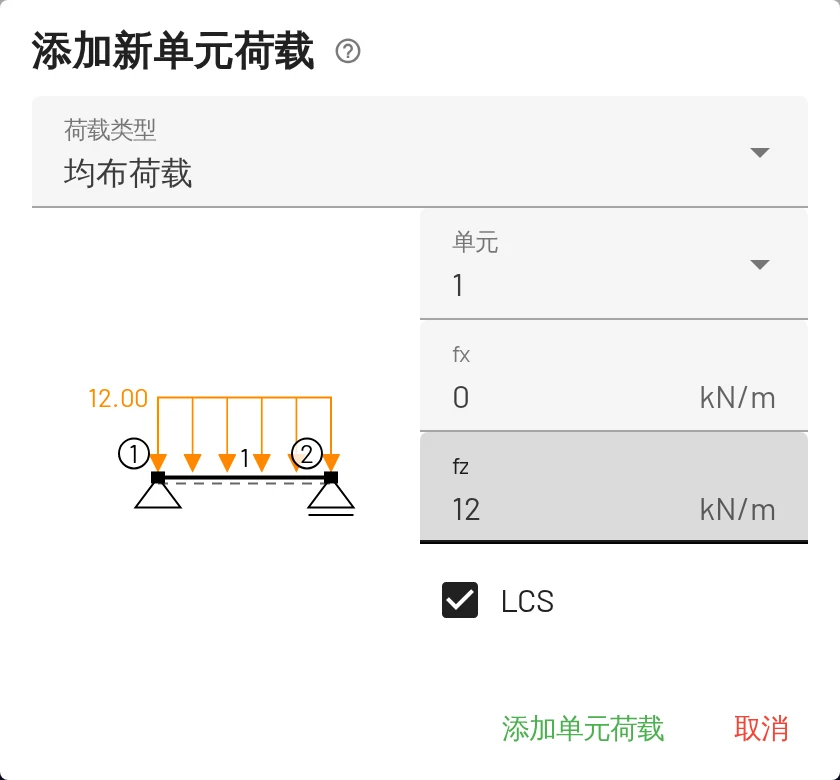 添加新单元荷载 ?
荷载类型
均布荷载
单元
1
fx
0 kN/m
fz
12 kN/m
LCS
12.00
1 1 2
添加单元荷载 取消